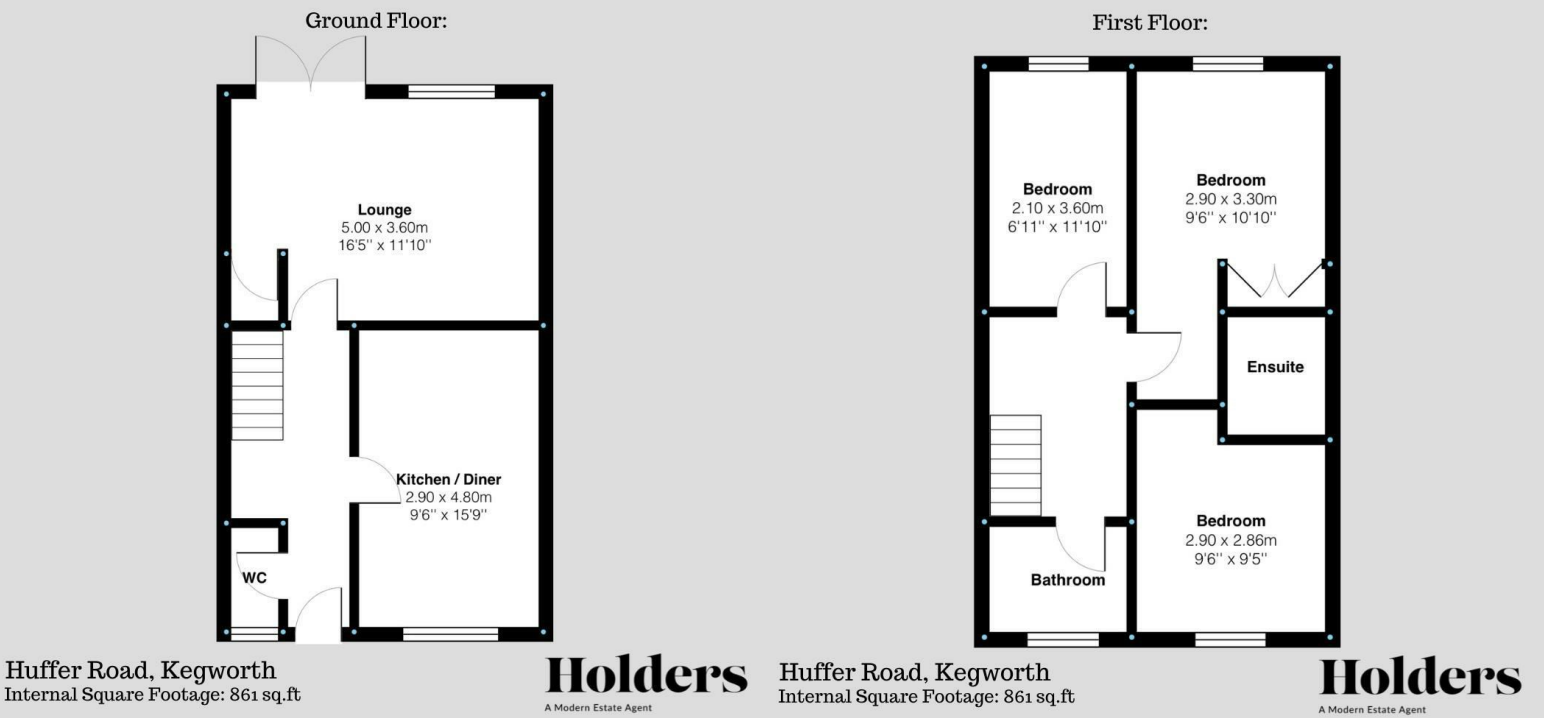 Ground Floor:
Lounge
5.00 x 3.60m
16'5'' x 11'10''
Kitchen / Diner
2.90 x 4.80m
9'6'' x 15'9''
WC
Huffer Road, Kegworth
Internal Square Footage: 861 sq.ft
Holders
A Modern Estate Agent
First Floor:
Bedroom
2.10 x 3.60m
6'11'' x 11'10''
Bedroom
2.90 x 3.30m
9'6'' x 10'10''
Ensuite
Bedroom
2.90 x 2.86m
9'6'' x 9'5''
Bathroom
Huffer Road, Kegworth
Internal Square Footage: 861 sq.ft
Holders
A Modern Estate Agent